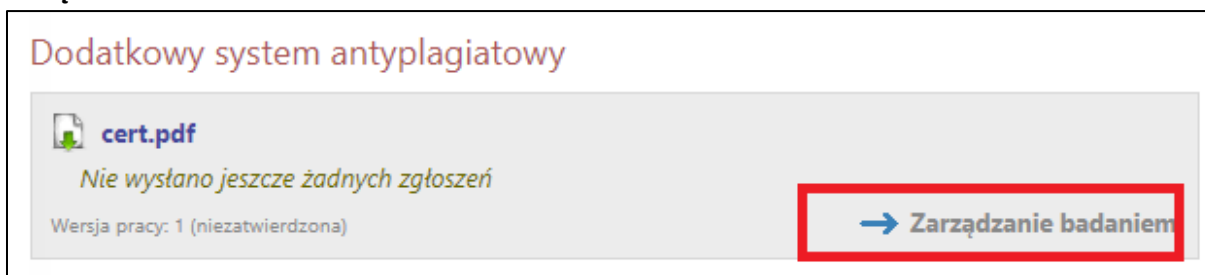 Dodatkowy system antyplagiatowy
cert.pdf
Nie wysłano jeszcze żadnych zgłoszeń
Wersja pracy: 1 (niezatwierdzona)
Zarządzanie badaniem